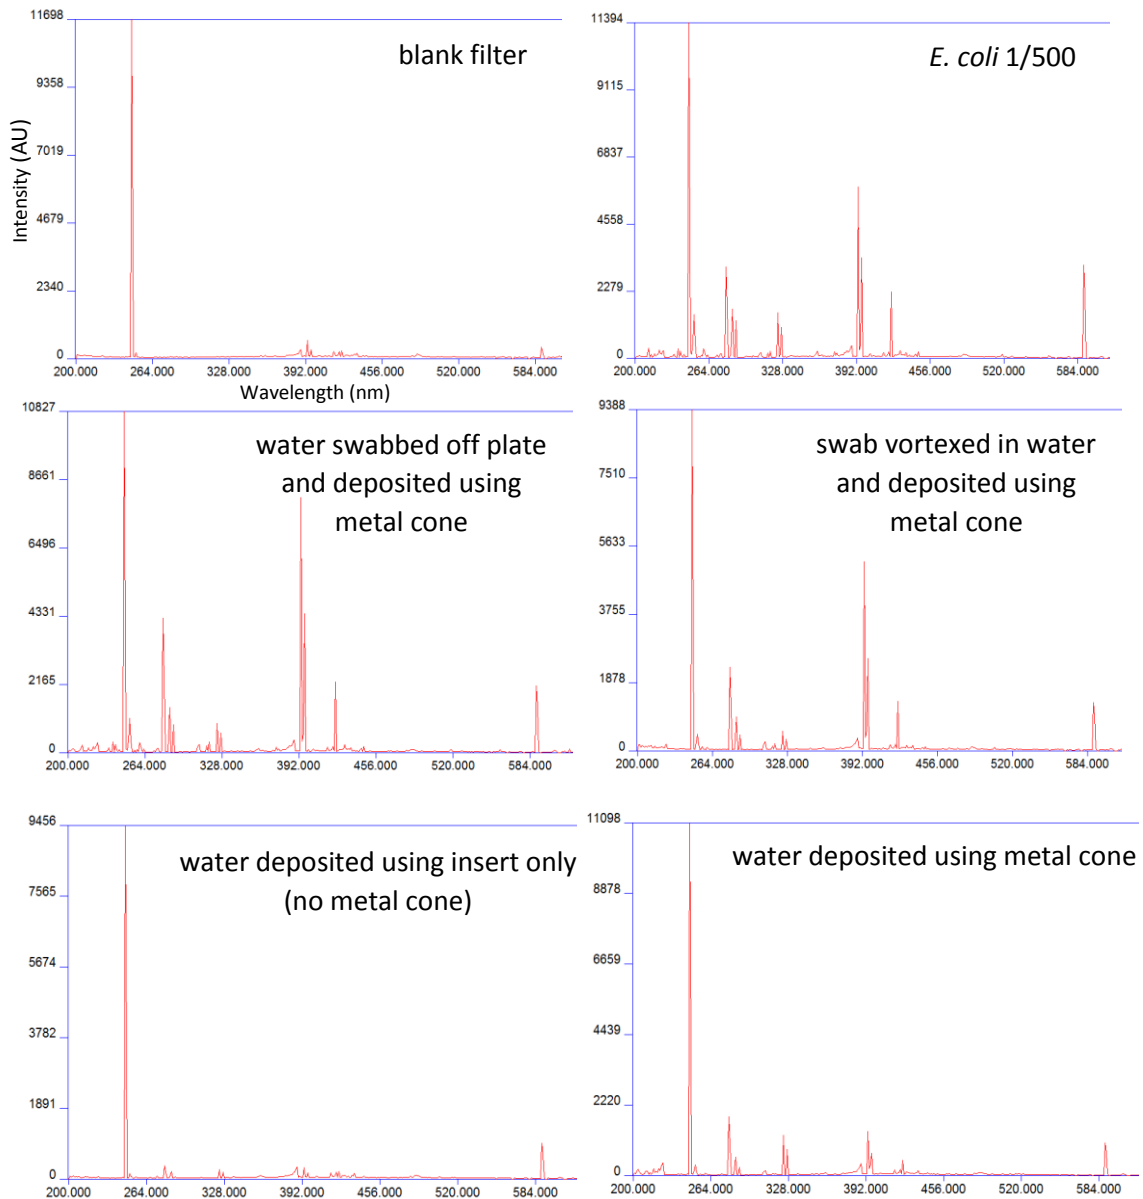 11698
9358
7019
4679
2340
0
Intensity (AU)
blank filter
200.000 264.000 328.000 392.000 456.000 520.000 584.000
Wavelength (nm)
11394
9115
6837
4558
2279
0
E. coli 1/500
200.000 264.000 328.000 392.000 456.000 520.000 584.000
10827
8661
6496
4331
2165
0
water swabbed off plate
and deposited using
metal cone
200.000 264.000 328.000 392.000 456.000 520.000 584.000
9388
7510
5633
3755
1878
0
swab vortexed in water
and deposited using
metal cone
200.000 264.000 328.000 392.000 456.000 520.000 584.000
9456
7565
5674
3782
1891
0
water deposited using insert only
(no metal cone)
200.000 264.000 328.000 392.000 456.000 520.000 584.000
11098
8878
6659
4439
2220
0
water deposited using metal cone
200.000 264.000 328.000 392.000 456.000 520.000 584.000